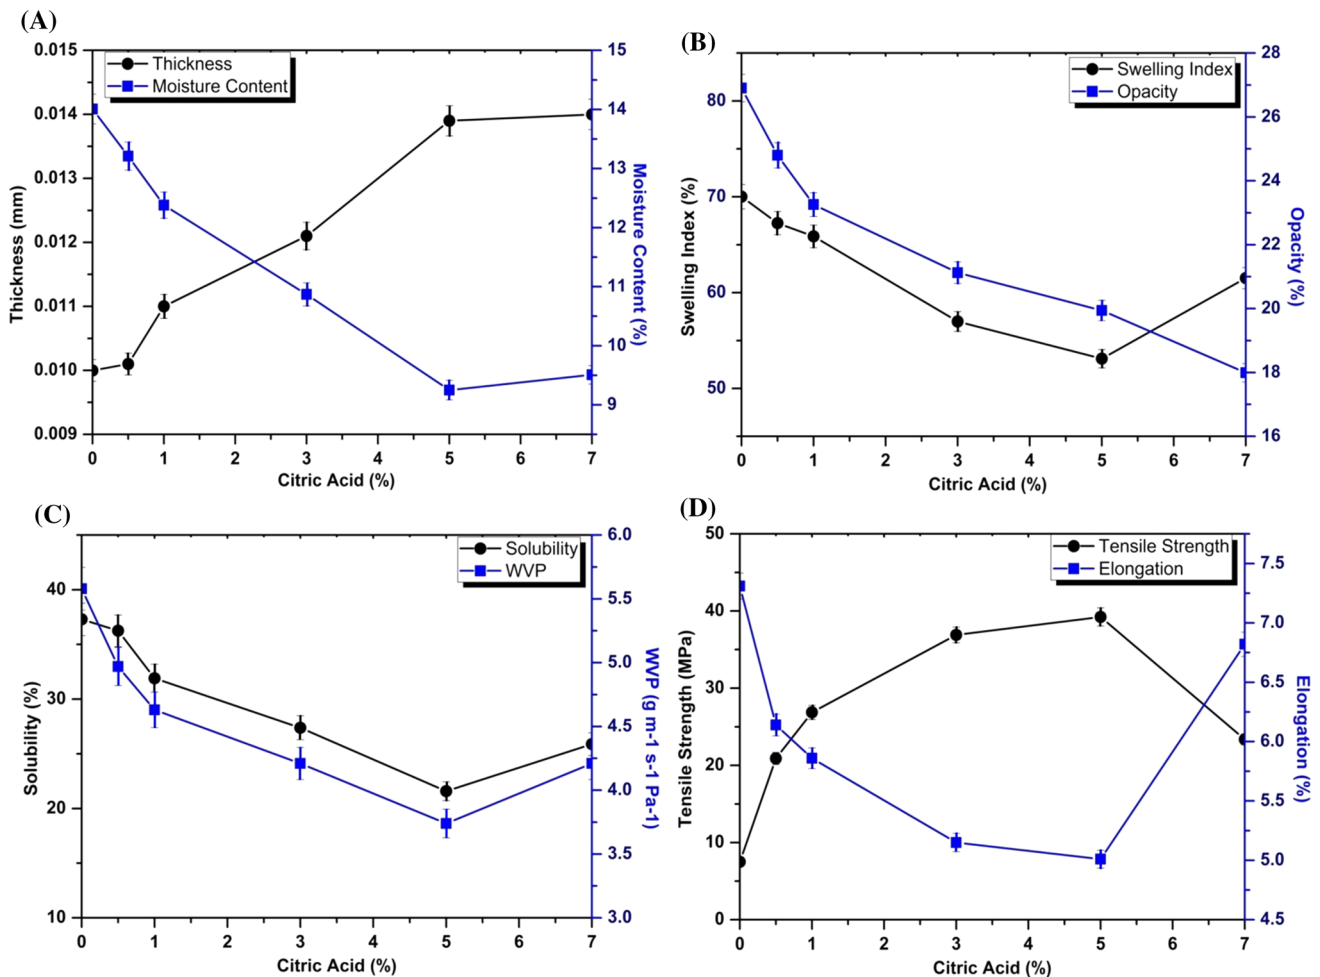 (A)
0.015
0.014
0.013
0.012
0.011
0.010
0.009
Thickness (mm)
Thickness
Moisture Content
15
14
13
12
11
10
9
Moisture Content (%)
0 1 2 3 4 5 6 7
Citric Acid (%)
(B)
80
70
60
50
Swelling Index (%)
Swelling Index
Opacity
28
26
24
22
20
18
16
Opacity (%)
0 1 2 3 4 5 6 7
Citric Acid (%)
(C)
40
30
20
10
Solubility (%)
Solubility
WVP
6.0
5.5
5.0
4.5
4.0
3.5
3.0
WVP (g m-1 s-1 Pa-1)
0 1 2 3 4 5 6 7
Citric Acid (%)
(D)
50
40
30
20
10
0
Tensile Strength (MPa)
Tensile Strength
Elongation
7.5
7.0
6.5
6.0
5.5
5.0
4.5
Elongation (%)
0 1 2 3 4 5 6 7
Citric Acid (%)